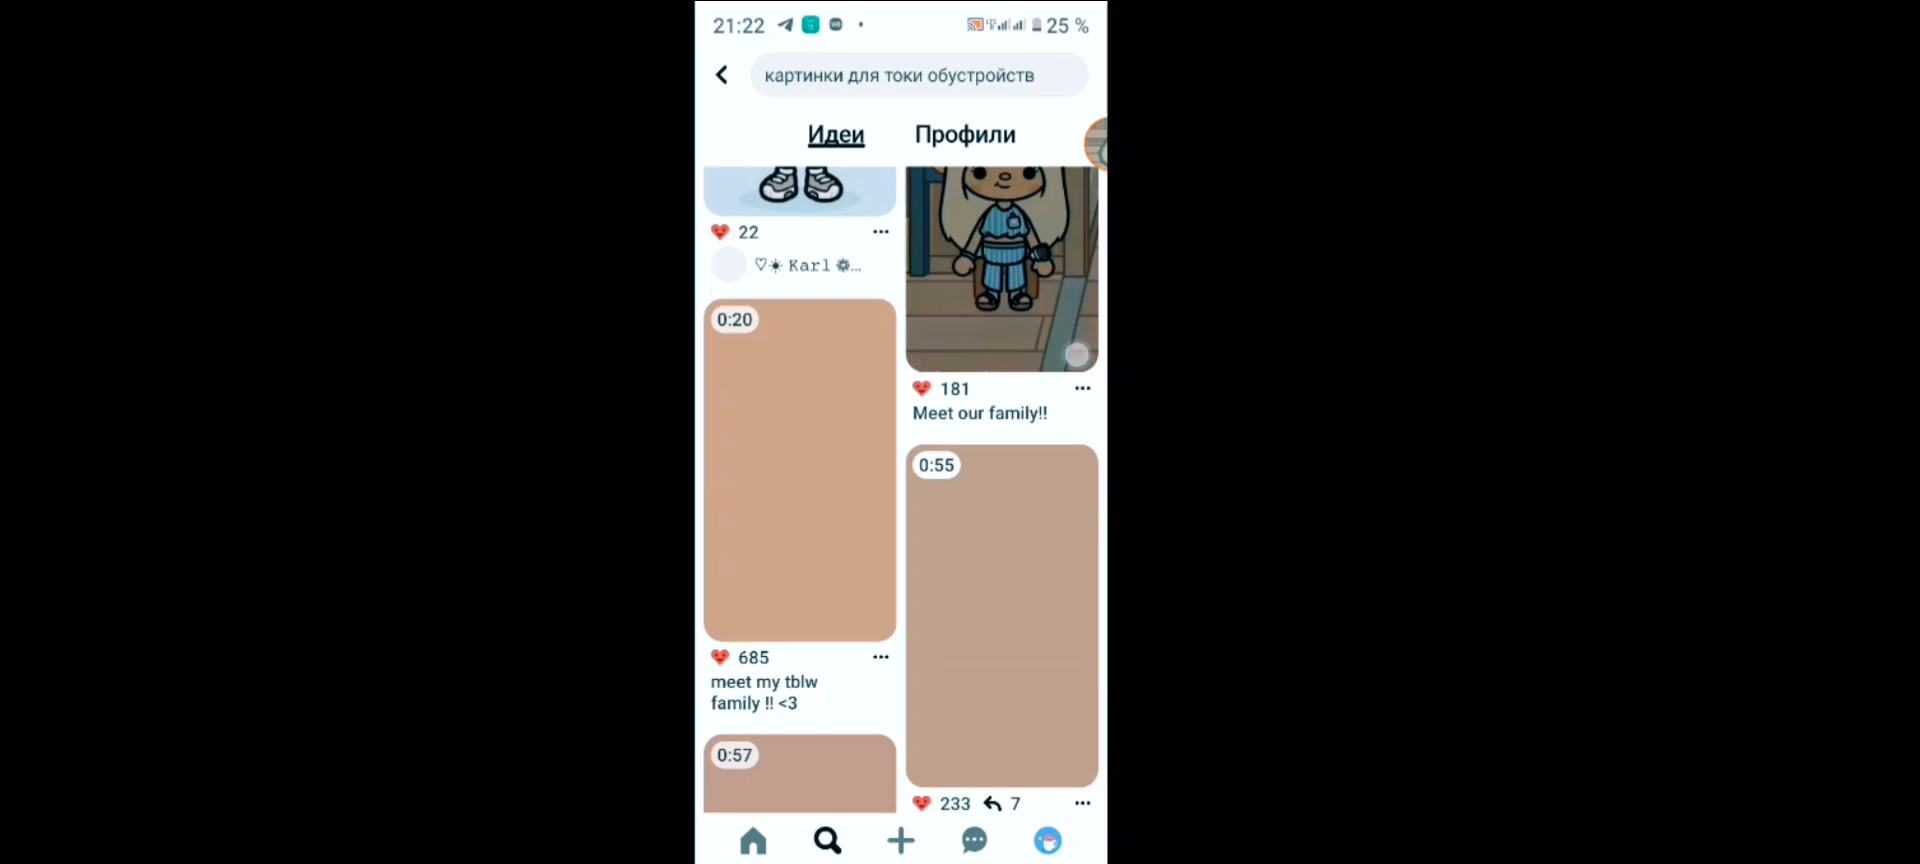 21:22
25 %
картинки для токи обустройств
Идеи
Профили
22
♡☀ Karl ❁...
0:20
685
meet my tblw
family !! <3
0:57
181
Meet our family!!
0:55
233
7